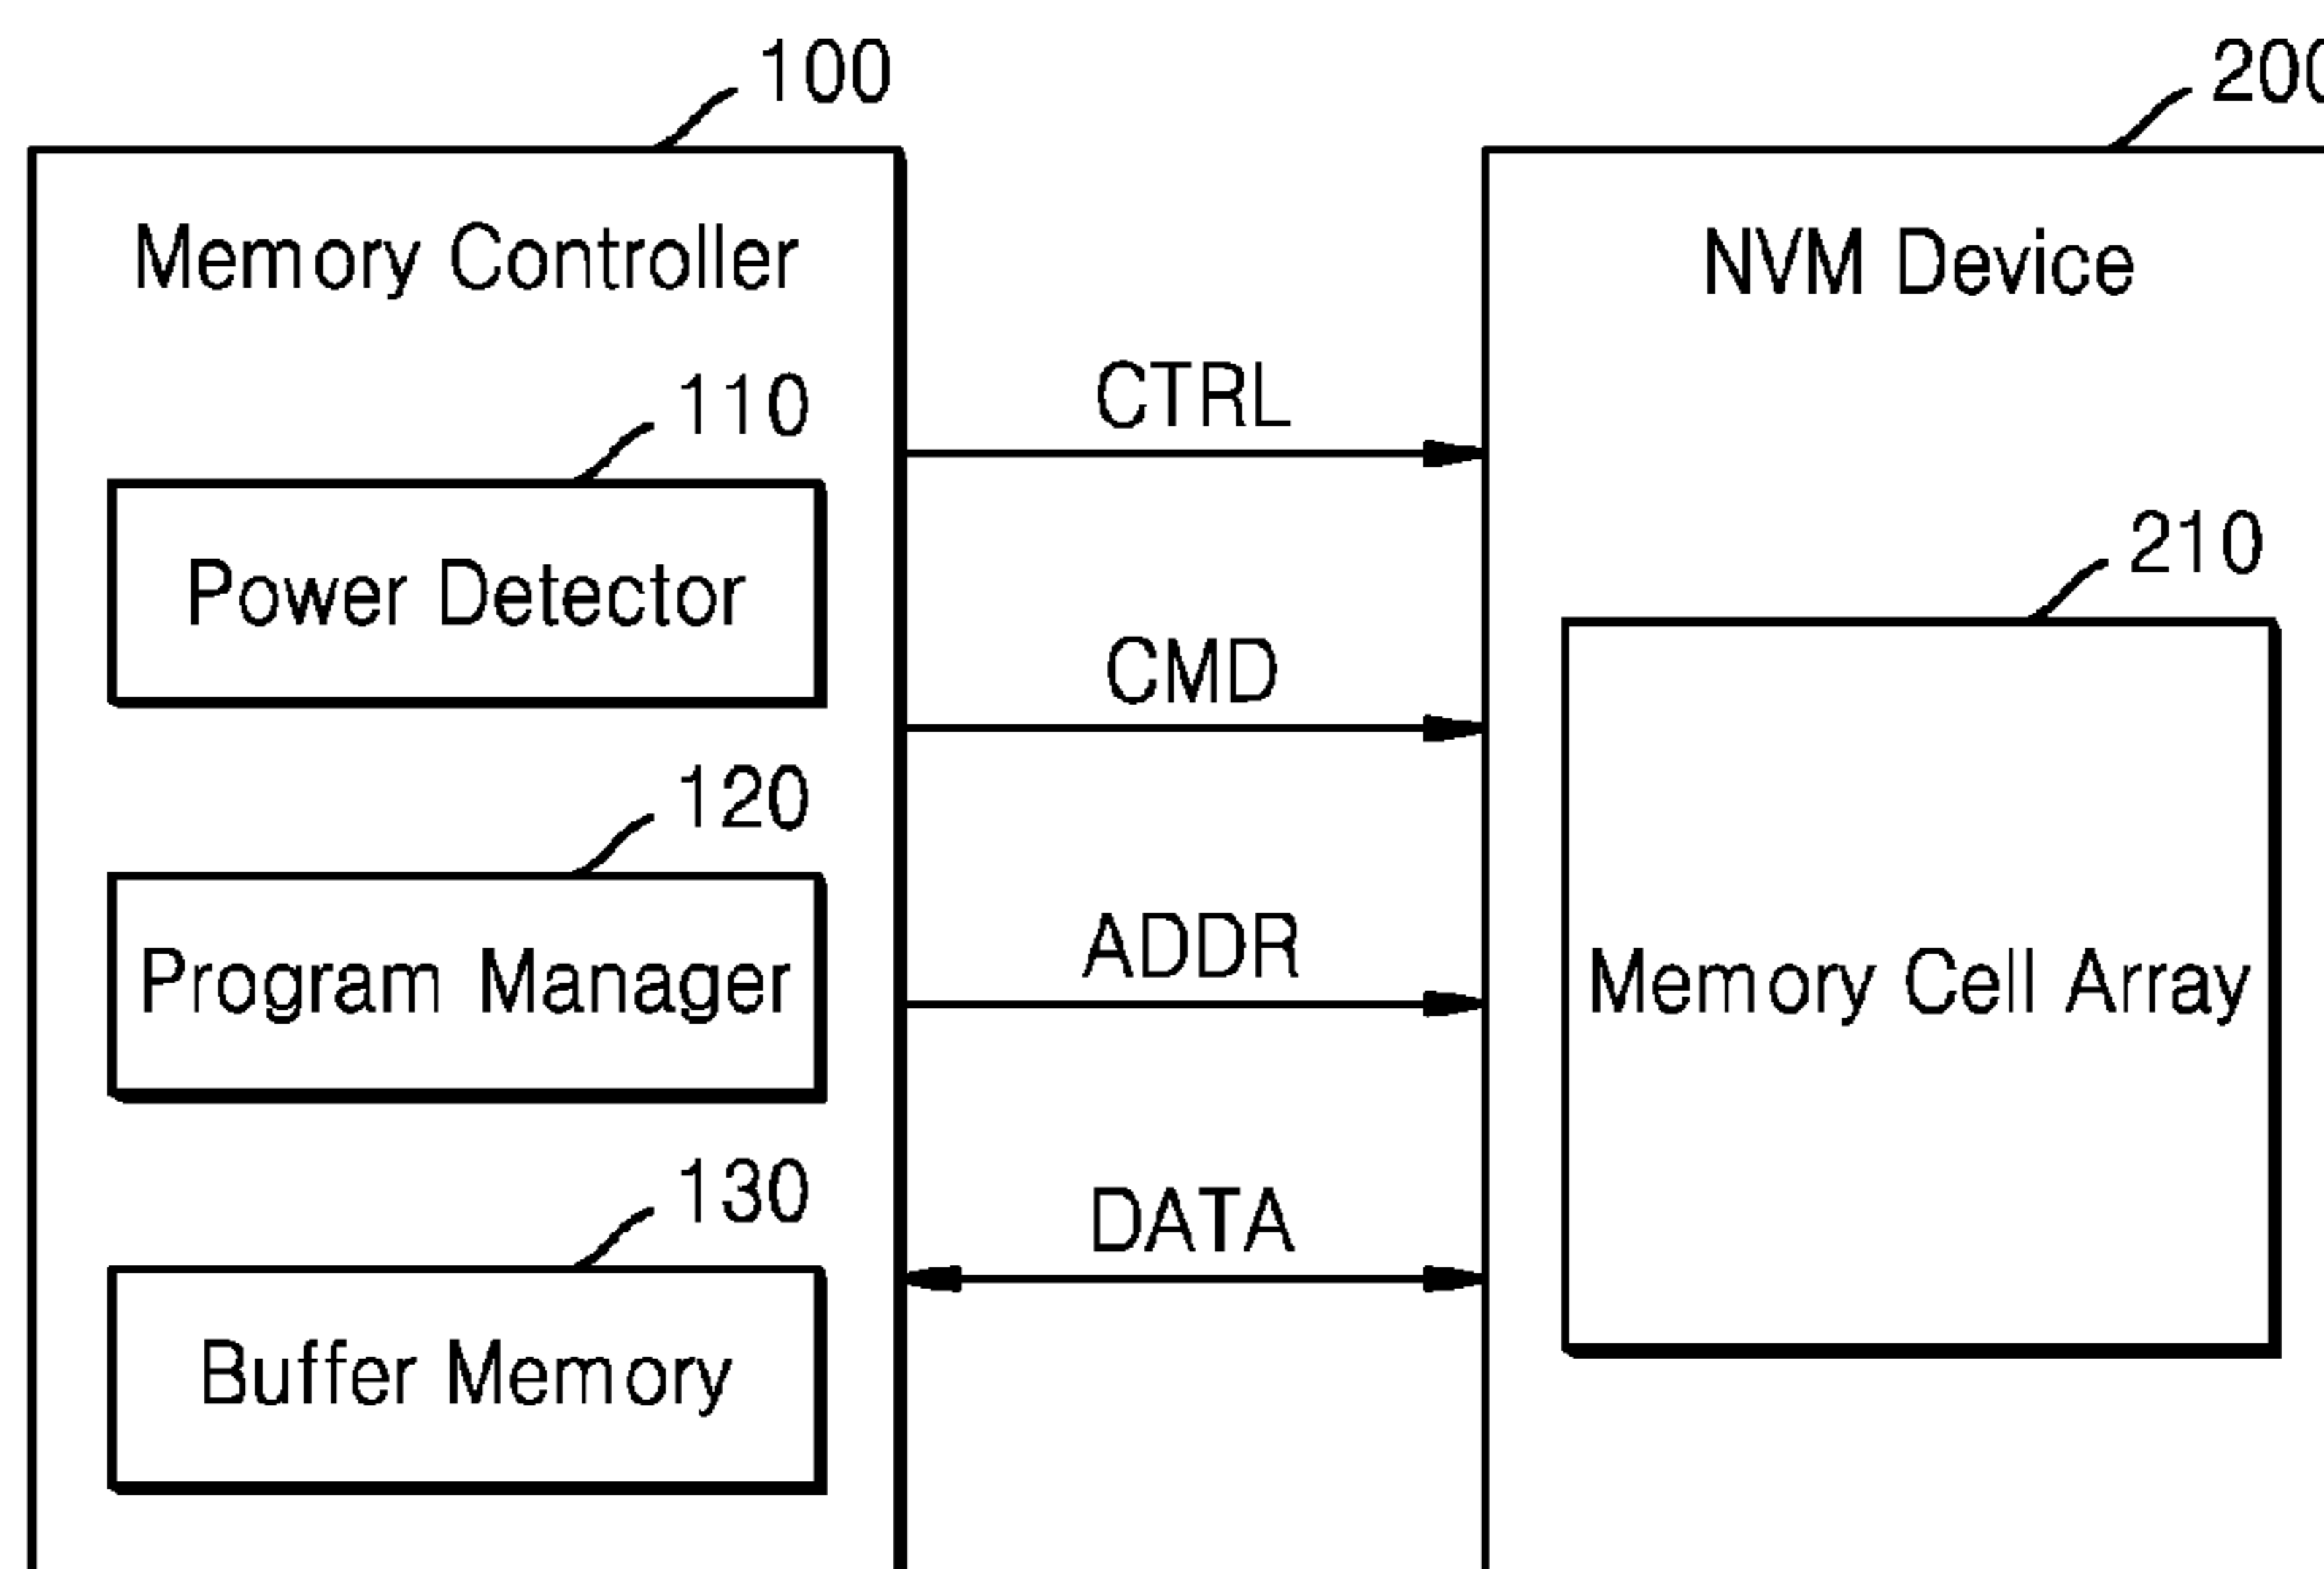 100
200
Memory Controller
NVM Device
110
CTRL
Power Detector
210
CMD
120
ADDR
Program Manager
Memory Cell Array
130
DATA
Buffer Memory